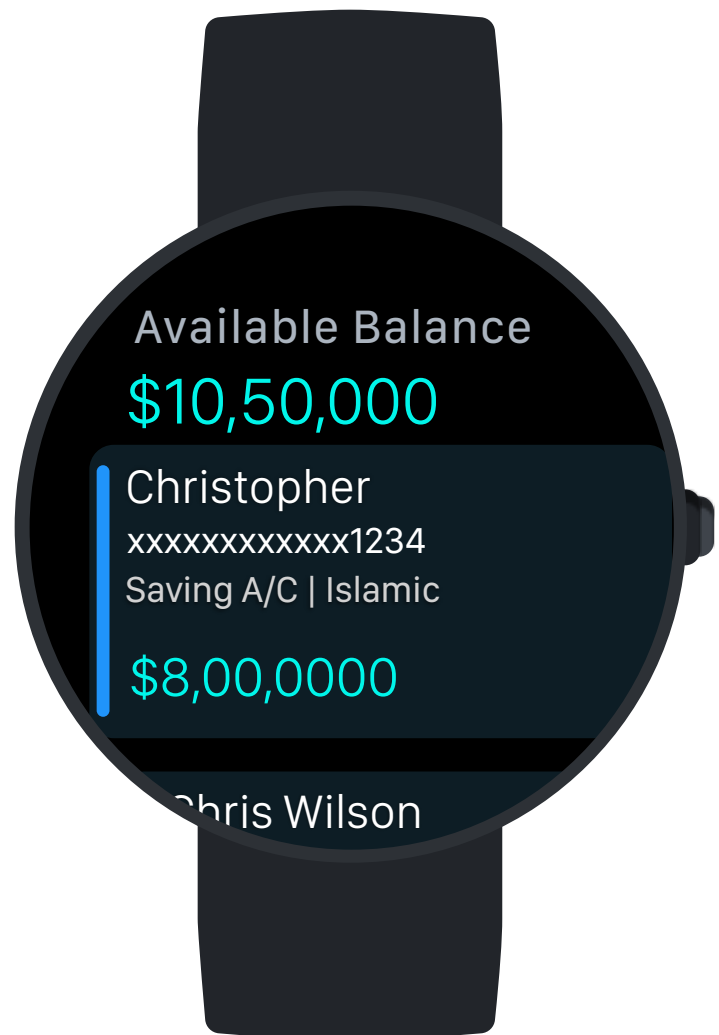 Available Balance
$10,50,000
Christopher
xxxxxxxxxxxx1234
Saving A/C | Islamic
$8,00,0000
Chris Wilson